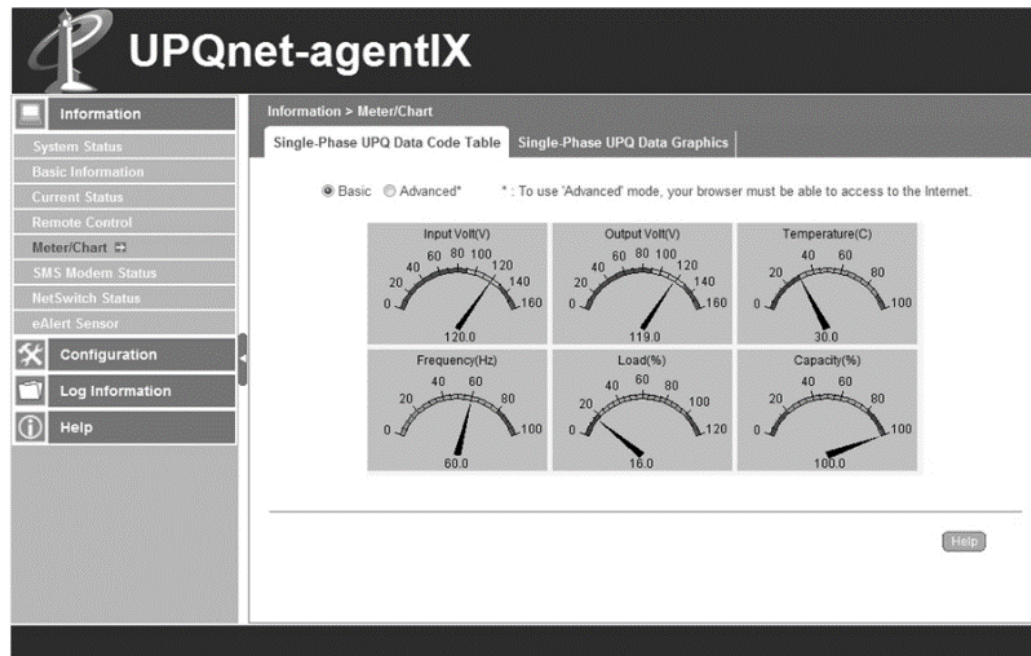 UPQnet-agentIX
Information
System Status
Basic Information
Current Status
Remote Control
Meter/Chart
SMS Modem Status
NetSwitch Status
eAlert Sensor
Configuration
Log Information
Help
Information > Meter/Chart
Single-Phase UPQ Data Code Table
Single-Phase UPQ Data Graphics
Basic Advanced* * : To use 'Advanced' mode, your browser must be able to access to the Internet.
Input Volt(V)
0 20 40 60 80 100 120 140 160
120.0
Output Volt(V)
0 20 40 60 80 100 120 140 160
119.0
Temperature(C)
0 20 40 60 80 100
30.0
Frequency(Hz)
0 20 40 60 80 100
60.0
Load(%)
0 20 40 60 80 100 120
16.0
Capacity(%)
0 20 40 60 80 100
100.0
Help